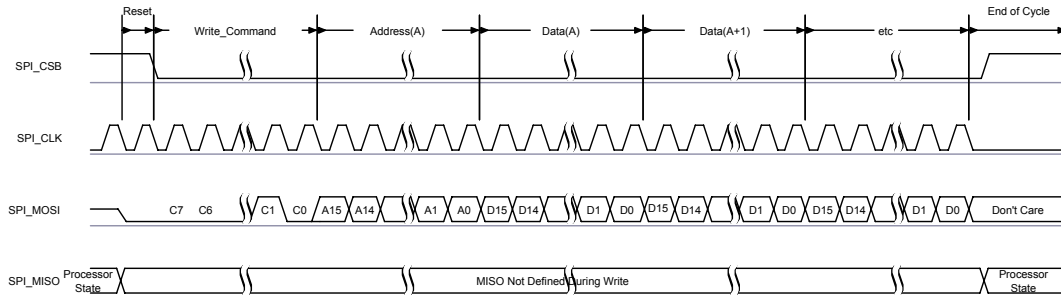 Reset
End of Cycle
Write_Command Address(A) Data(A) Data(A+1) etc
SPI_CSB
SPI_CLK
SPI_MOSI C7 C6 C1 C0 A15 A14 A1 A0 D15 D14 D1 D0 D15 D14 D1 D0 D15 D14 D1 D0 Don't Care
SPI_MISO Processor State MISO Not Defined During Write Processor State